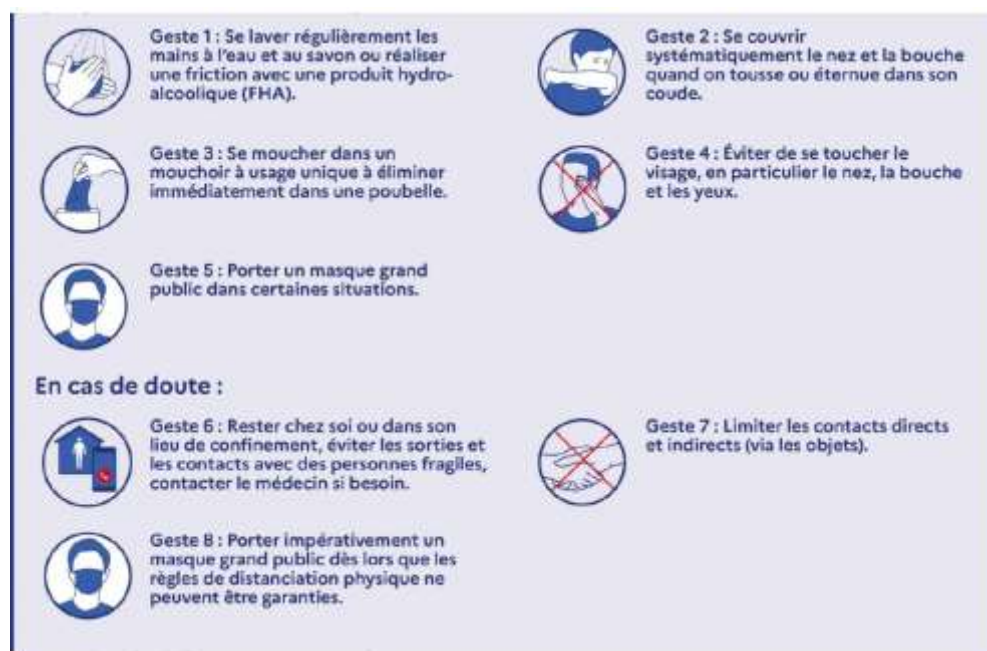 Geste 1 : Se laver régulièrement les
mains à l'eau et au savon ou réaliser
une friction avec une produit hydro-
alcoolique (FHA).
Geste 2 : Se couvrir
systématiquement le nez et la bouche
quand on tousse ou éternue dans son
coude.
Geste 3 : Se moucher dans un
mouchoir à usage unique à éliminer
immédiatement dans une poubelle.
Geste 4 : Éviter de se toucher le
visage, en particulier le nez, la bouche
et les yeux.
Geste 5 : Porter un masque grand
public dans certaines situations.
En cas de doute :
Geste 6 : Rester chez soi ou dans son
lieu de confinement, éviter les sorties et
les contacts avec des personnes fragiles,
contacter le médecin si besoin.
Geste 7 : Limiter les contacts directs
et indirects (via les objets).
Geste 8 : Porter impérativement un
masque grand public dès lors que les
règles de distanciation physique ne
peuvent être garanties.